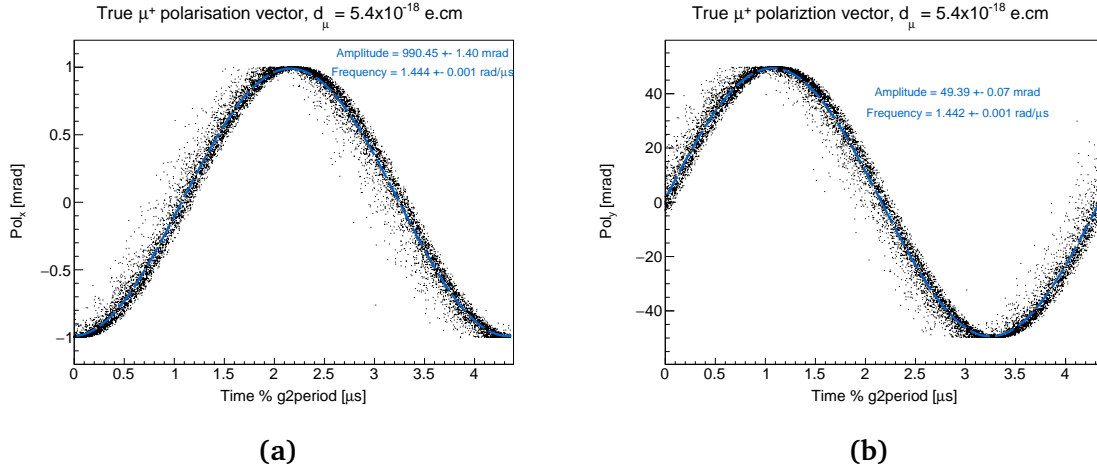 True μ⁺ polarisation vector, dμ = 5.4x10⁻¹⁸ e.cm
Amplitude = 990.45 +- 1.40 mrad
Frequency = 1.444 +- 0.001 rad/μs
1
0.5
0
−0.5
−1
Polx [mrad]
0 0.5 1 1.5 2 2.5 3 3.5 4
Time % g2period [μs]
(a)
True μ⁺ polariztion vector, dμ = 5.4x10⁻¹⁸ e.cm
Amplitude = 49.39 +- 0.07 mrad
Frequency = 1.442 +- 0.001 rad/μs
40
20
0
−20
−40
Poly [mrad]
0 0.5 1 1.5 2 2.5 3 3.5 4
Time % g2period [μs]
(b)